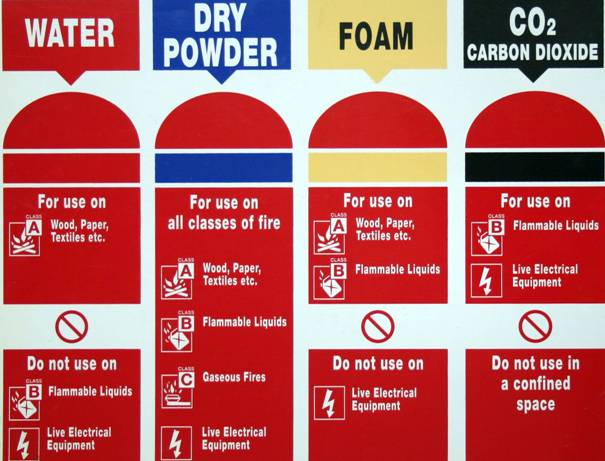 WATER
For use on
CLASS
A
Wood, Paper,
Textiles etc.
Do not use on
CLASS
B
Flammable Liquids
Live Electrical
Equipment
DRY
POWDER
For use on
all classes of fire
CLASS
A
Wood, Paper,
Textiles etc.
CLASS
B
Flammable Liquids
CLASS
C
Gaseous Fires
Live Electrical
Equipment
FOAM
For use on
CLASS
A
Wood, Paper,
Textiles etc.
CLASS
B
Flammable Liquids
Do not use on
Live Electrical
Equipment
CO2
CARBON DIOXIDE
For use on
CLASS
B
Flammable Liquids
Live Electrical
Equipment
Do not use in
a confined
space